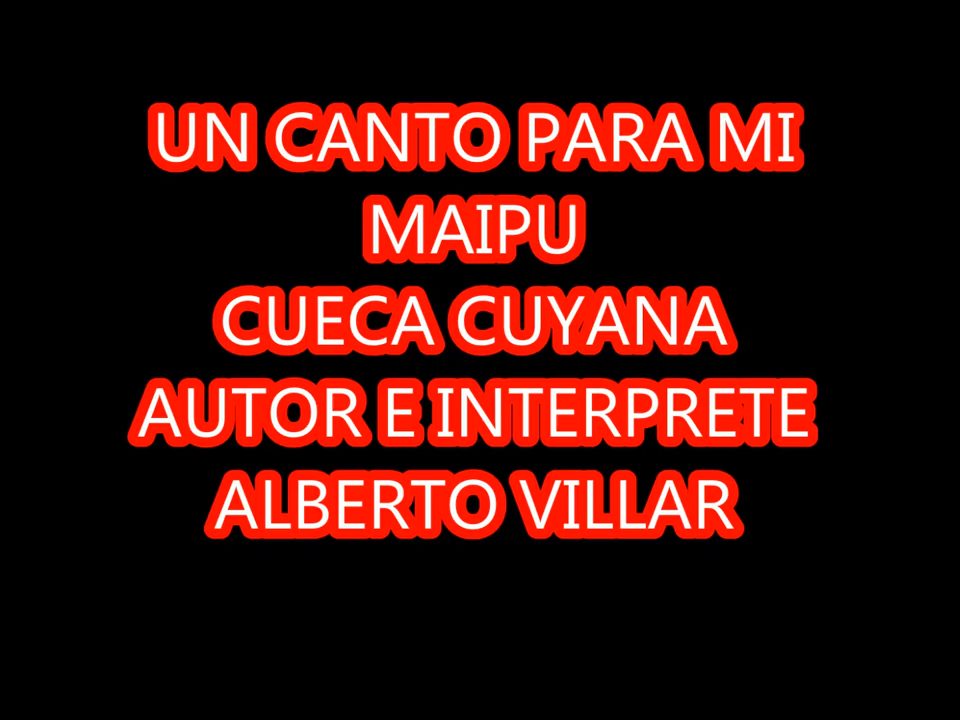 UN CANTO PARA MI
MAIPU
CUECA CUYANA
AUTOR E INTERPRETE
ALBERTO VILLAR